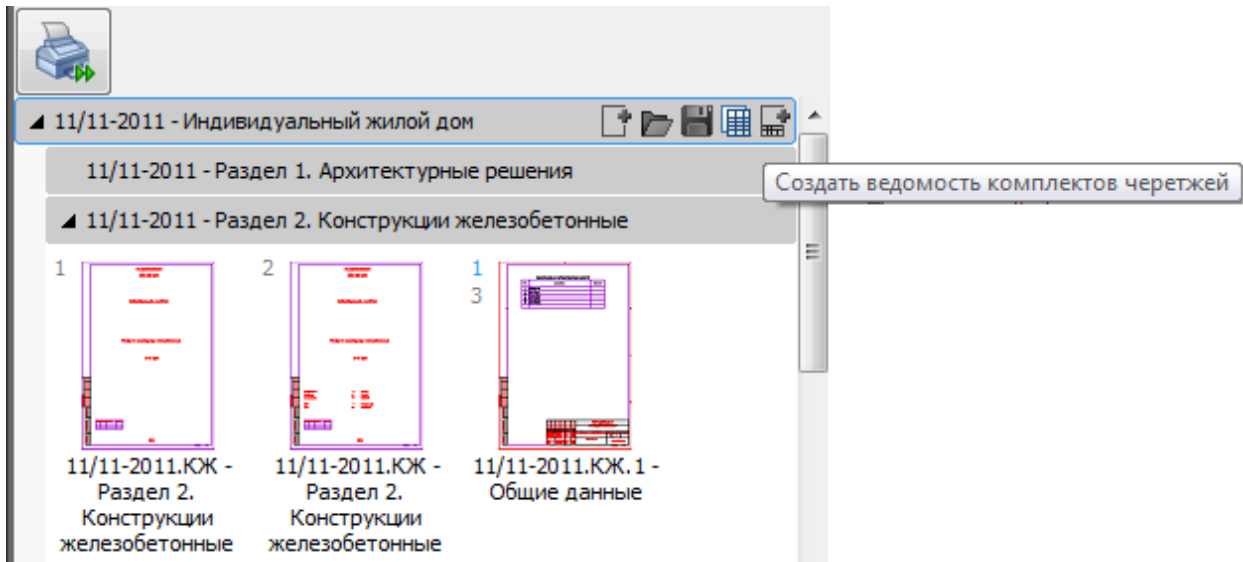 11/11-2011 - Индивидуальный жилой дом
11/11-2011 - Раздел 1. Архитектурные решения
Создать ведомость комплектов черетжей
11/11-2011 - Раздел 2. Конструкции железобетонные
1
2
1
3
11/11-2011.КЖ -
Раздел 2.
Конструкции
железобетонные
11/11-2011.КЖ -
Раздел 2.
Конструкции
железобетонные
11/11-2011.КЖ.1 -
Общие данные